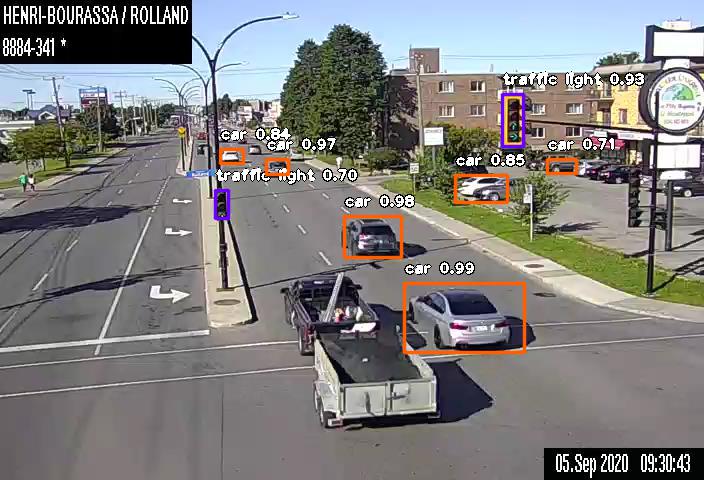 HENRI-BOURASSA / ROLLAND
8884-341 *
traffic light 0.93
car 0.84
car 0.97
car 0.71
car 0.85
traffic light 0.70
car 0.98
car 0.99
05.Sep 2020 09:30:43